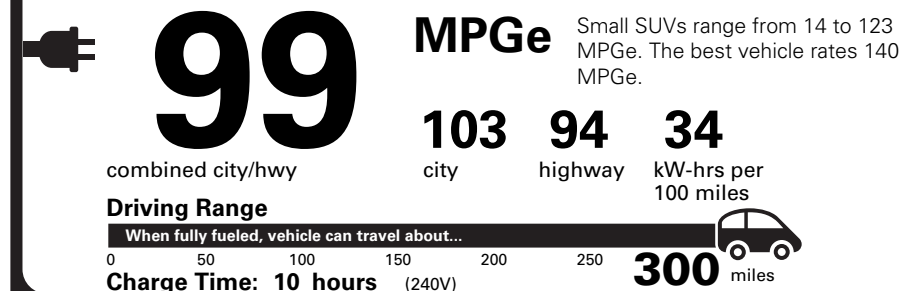 99
MPGe
Small SUVs range from 14 to 123
MPGe. The best vehicle rates 140
MPGe.
103 94 34
combined city/hwy
city highway kW-hrs per
100 miles
Driving Range
When fully fueled, vehicle can travel about...
0 50 100 150 200 250 300 miles
Charge Time: 10 hours (240V)